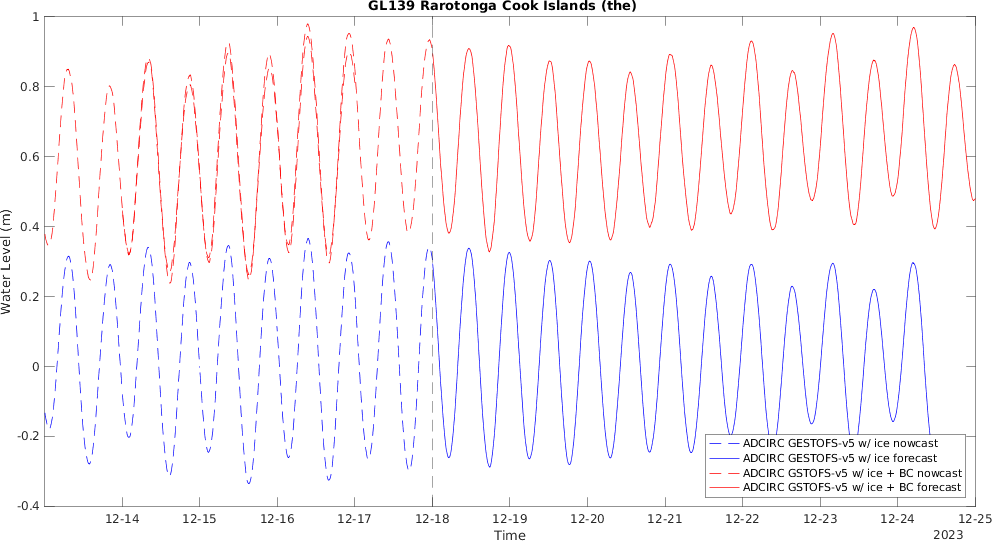 GL139 Rarotonga Cook Islands (the)
1
0.8
0.6
0.4
0.2
0
-0.2
-0.4
Water Level (m)
ADCIRC GESTOFS-v5 w/ ice nowcast
ADCIRC GESTOFS-v5 w/ ice forecast
ADCIRC GSTOFS-v5 w/ ice + BC nowcast
ADCIRC GSTOFS-v5 w/ ice + BC forecast
12-14 12-15 12-16 12-17 12-18 12-19 12-20 12-21 12-22 12-23 12-24 12-25
Time
2023